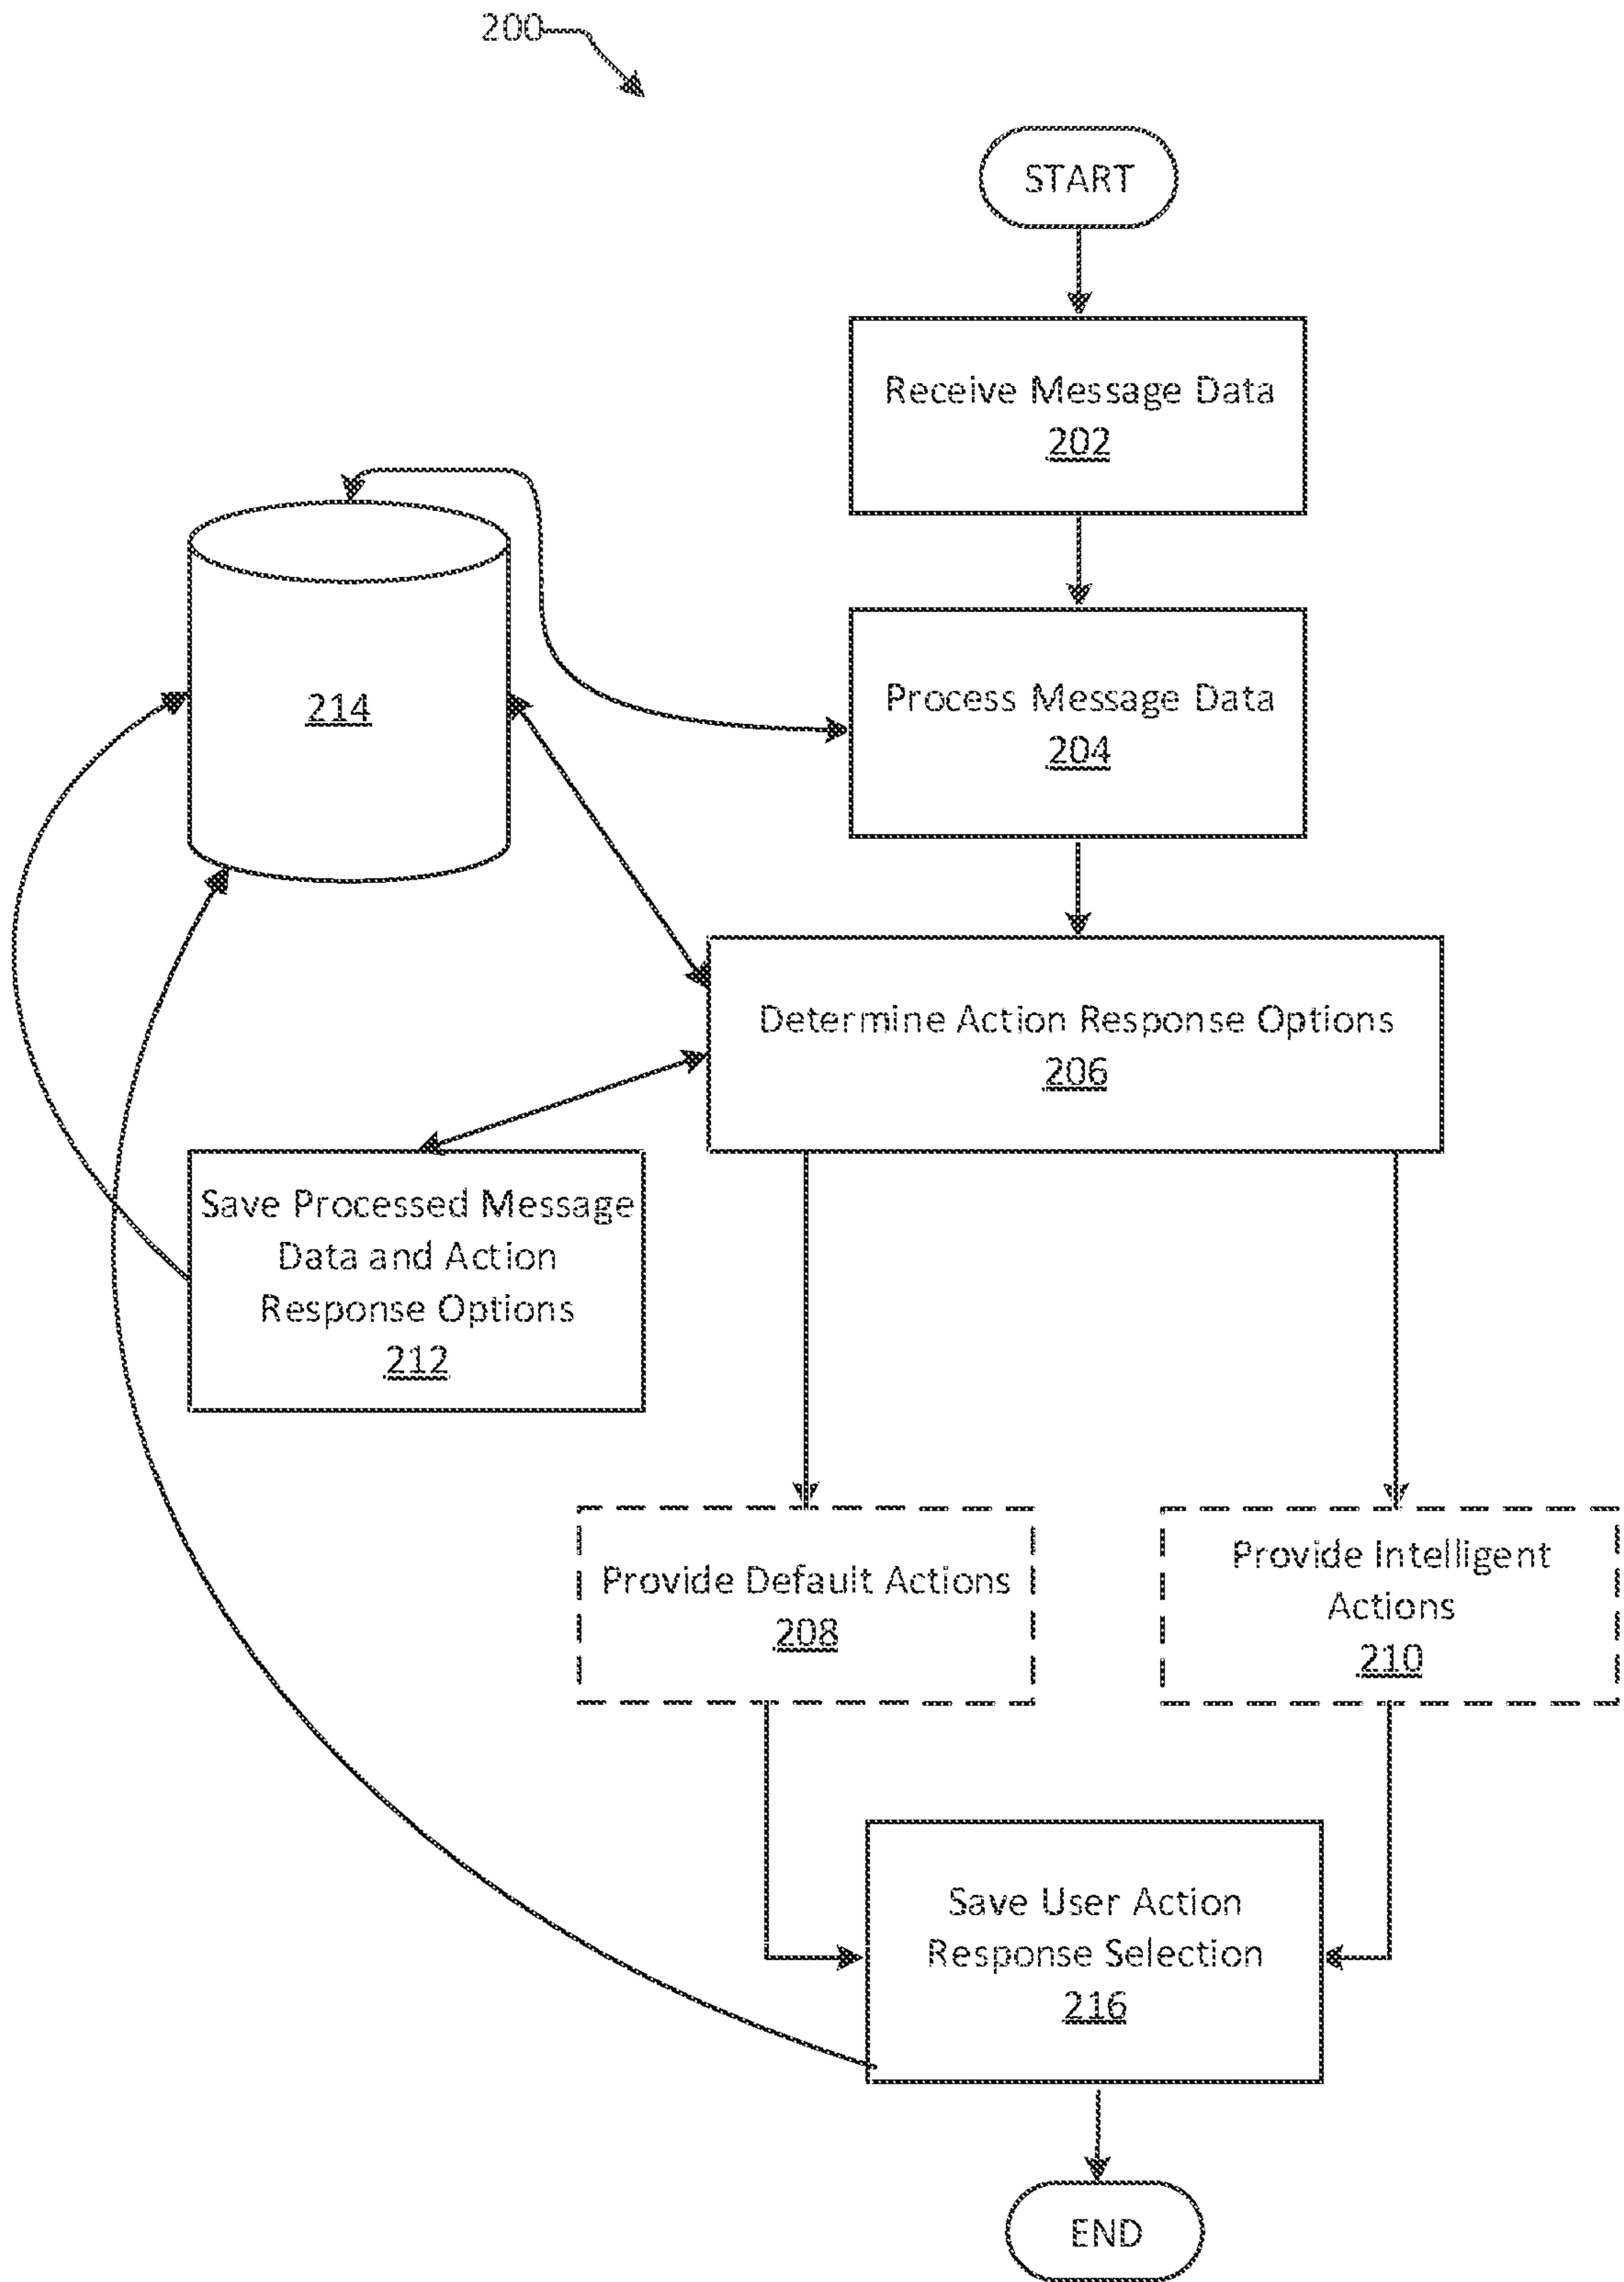 200
START
Receive Message Data
202
Process Message Data
204
214
Determine Action Response Options
206
Save Processed Message
Data and Action
Response Options
212
Provide Default Actions
208
Provide Intelligent
Actions
210
Save User Action
Response Selection
216
END